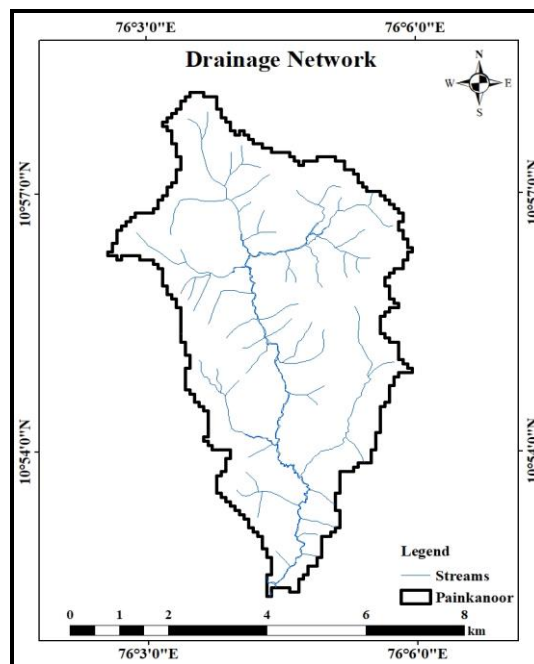 76°3'0"E 76°6'0"E
Drainage Network
N
W E
S
10°57'0"N 10°57'0"N
10°54'0"N 10°54'0"N
Legend
Streams
Painkanoor
0 1 2 4 6 8
km
76°3'0"E 76°6'0"E